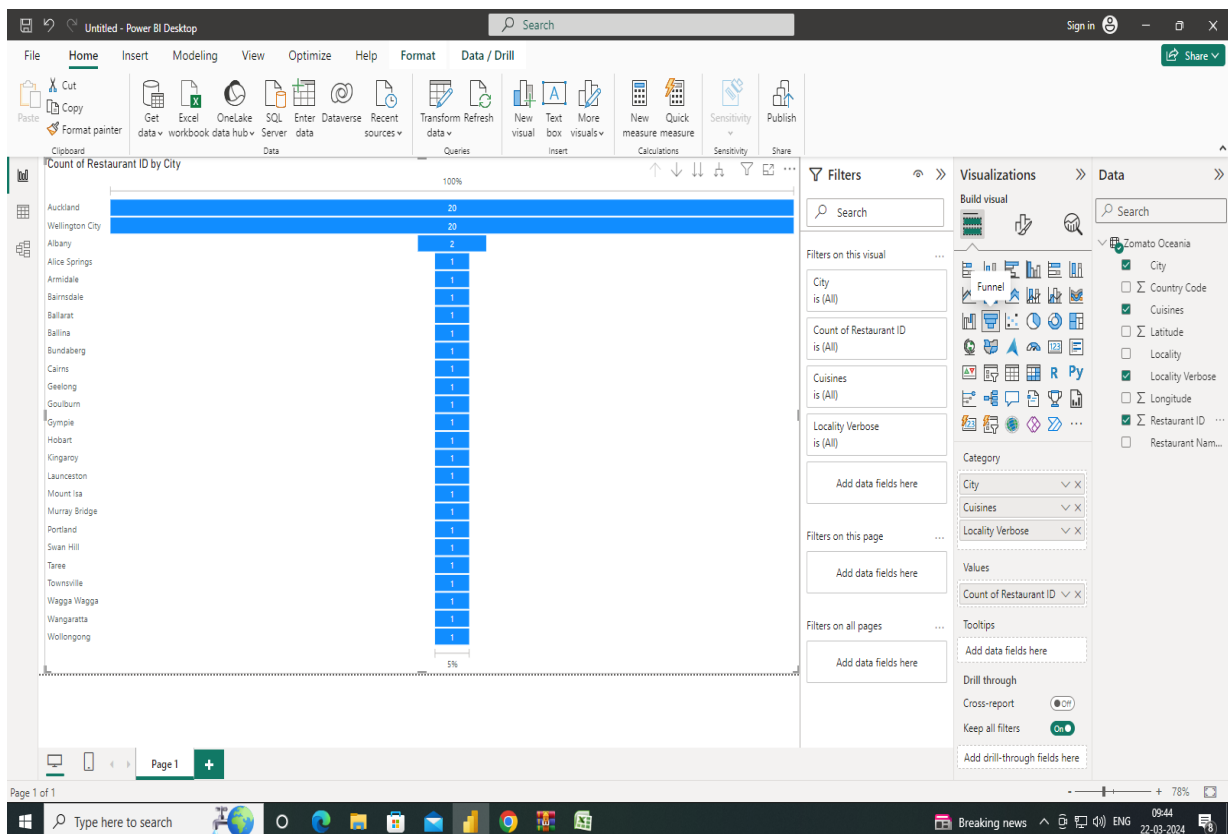 Untitled - Power BI Desktop
Search
Sign in
File Home Insert Modeling View Optimize Help Format Data / Drill
Share
Paste
Cut
Copy
Format painter
Clipboard
Get data
Excel workbook
OneLake data hub
SQL Server
Enter data
Dataverse
Recent sources
Data
Transform data
Refresh
Queries
New visual
Text box
More visuals
Insert
New measure
Quick measure
Calculations
Sensitivity
Sensitivity
Publish
Share
Count of Restaurant ID by City
100%
Auckland 20
Wellington City 20
Albany 2
Alice Springs 1
Armidale 1
Bairnsdale 1
Ballarat 1
Ballina 1
Bundaberg 1
Cairns 1
Geelong 1
Goulburn 1
Gympie 1
Hobart 1
Kingaroy 1
Launceston 1
Mount Isa 1
Murray Bridge 1
Portland 1
Swan Hill 1
Taree 1
Townsville 1
Wagga Wagga 1
Wangaratta 1
Wollongong 1
5%
Filters
Search
Filters on this visual
City
is (All)
Count of Restaurant ID
is (All)
Cuisines
is (All)
Locality Verbose
is (All)
Add data fields here
Filters on this page
Add data fields here
Filters on all pages
Add data fields here
Visualizations
Build visual
Funnel
123
R Py
Category
City
Cuisines
Locality Verbose
Values
Count of Restaurant ID
Tooltips
Add data fields here
Drill through
Cross-report Off
Keep all filters On
Add drill-through fields here
Data
Search
Zomato Oceania
City
Σ Country Code
Cuisines
Σ Latitude
Locality
Locality Verbose
Σ Longitude
Σ Restaurant ID
Restaurant Nam...
Page 1
Page 1 of 1
78%
Type here to search
Breaking news
ENG
09:44
22-03-2024